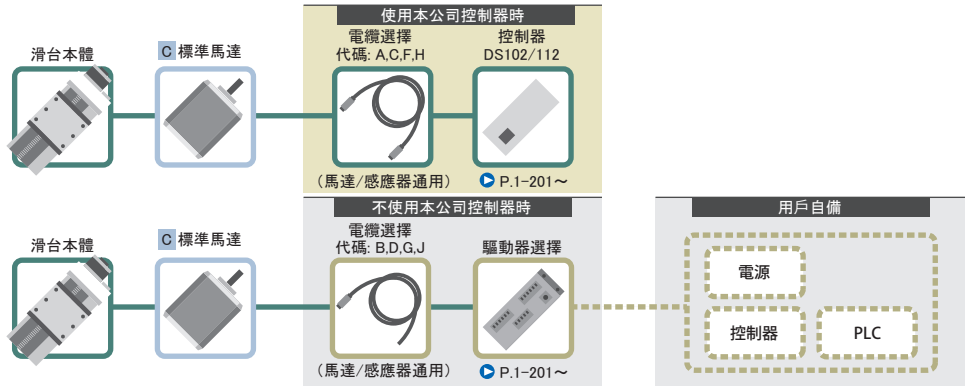 使用本公司控制器時
滑台本體
C 標準馬達
電纜選擇
代碼: A,C,F,H
控制器
DS102/112
(馬達/感應器通用)
P.1-201～
不使用本公司控制器時
滑台本體
C 標準馬達
電纜選擇
代碼: B,D,G,J
驅動器選擇
(馬達/感應器通用)
P.1-201～
用戶自備
電源
控制器
PLC